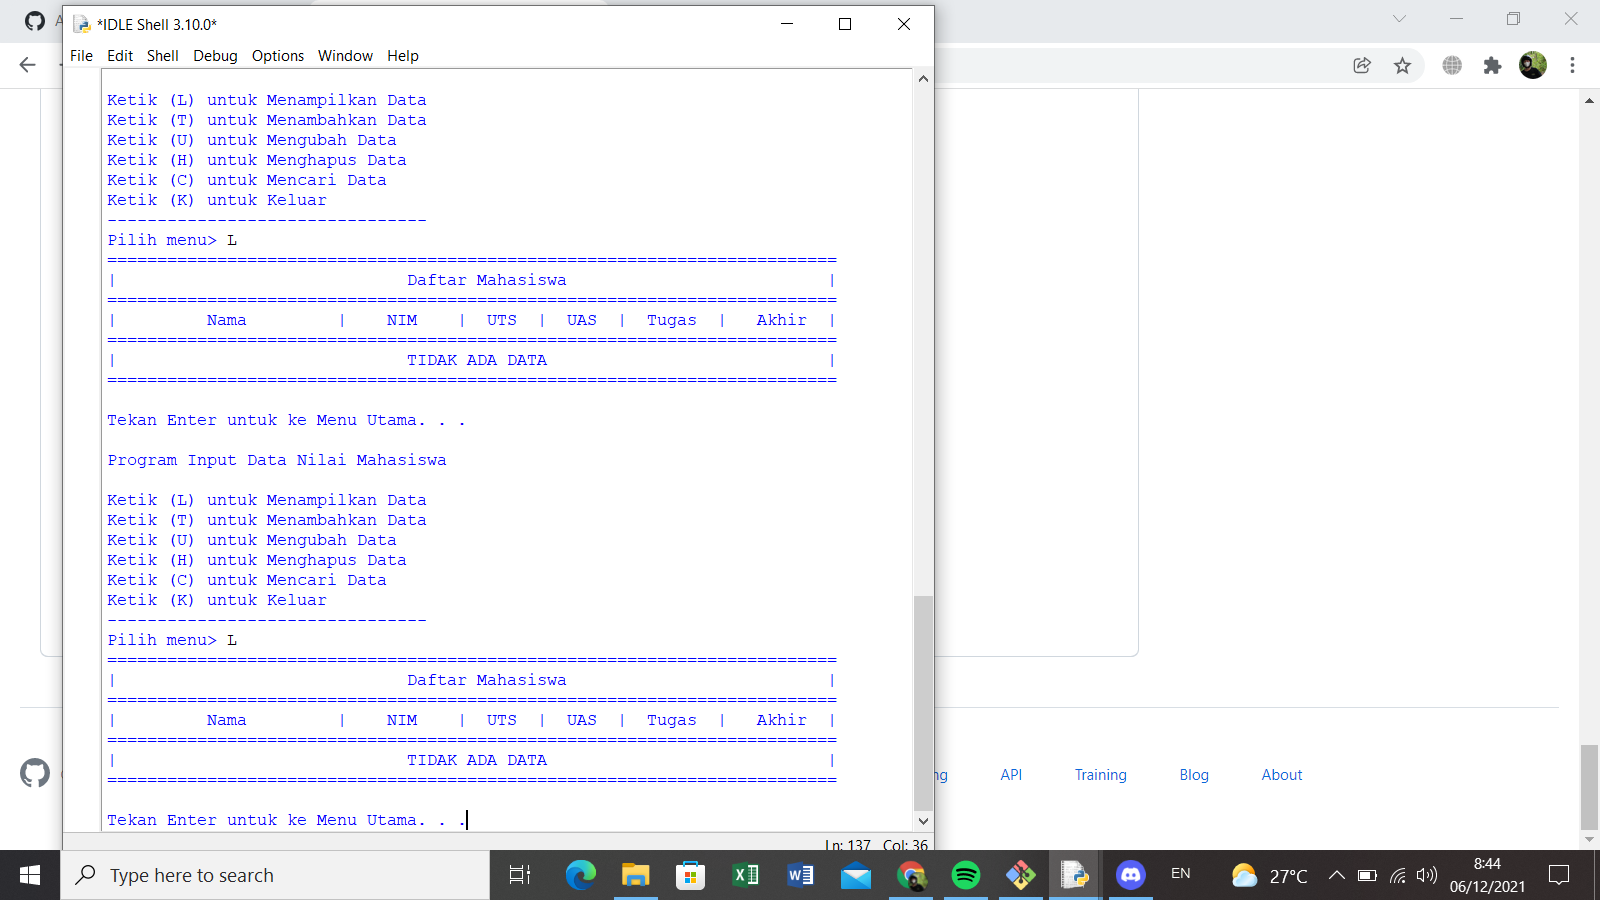 *IDLE Shell 3.10.0*
File Edit Shell Debug Options Window Help
Ketik (L) untuk Menampilkan Data
Ketik (T) untuk Menambahkan Data
Ketik (U) untuk Mengubah Data
Ketik (H) untuk Menghapus Data
Ketik (C) untuk Mencari Data
Ketik (K) untuk Keluar
--------------------------------
Pilih menu> L
=========================================================================
| Daftar Mahasiswa |
=========================================================================
| Nama | NIM | UTS | UAS | Tugas | Akhir |
=========================================================================
| TIDAK ADA DATA |
=========================================================================
Tekan Enter untuk ke Menu Utama. . .
Program Input Data Nilai Mahasiswa
Ketik (L) untuk Menampilkan Data
Ketik (T) untuk Menambahkan Data
Ketik (U) untuk Mengubah Data
Ketik (H) untuk Menghapus Data
Ketik (C) untuk Mencari Data
Ketik (K) untuk Keluar
--------------------------------
Pilih menu> L
=========================================================================
| Daftar Mahasiswa |
=========================================================================
| Nama | NIM | UTS | UAS | Tugas | Akhir |
=========================================================================
| TIDAK ADA DATA |
=========================================================================
Tekan Enter untuk ke Menu Utama. . .
Ln: 137 Col: 36
API Training Blog About
Type here to search
EN
27°C
8:44
06/12/2021